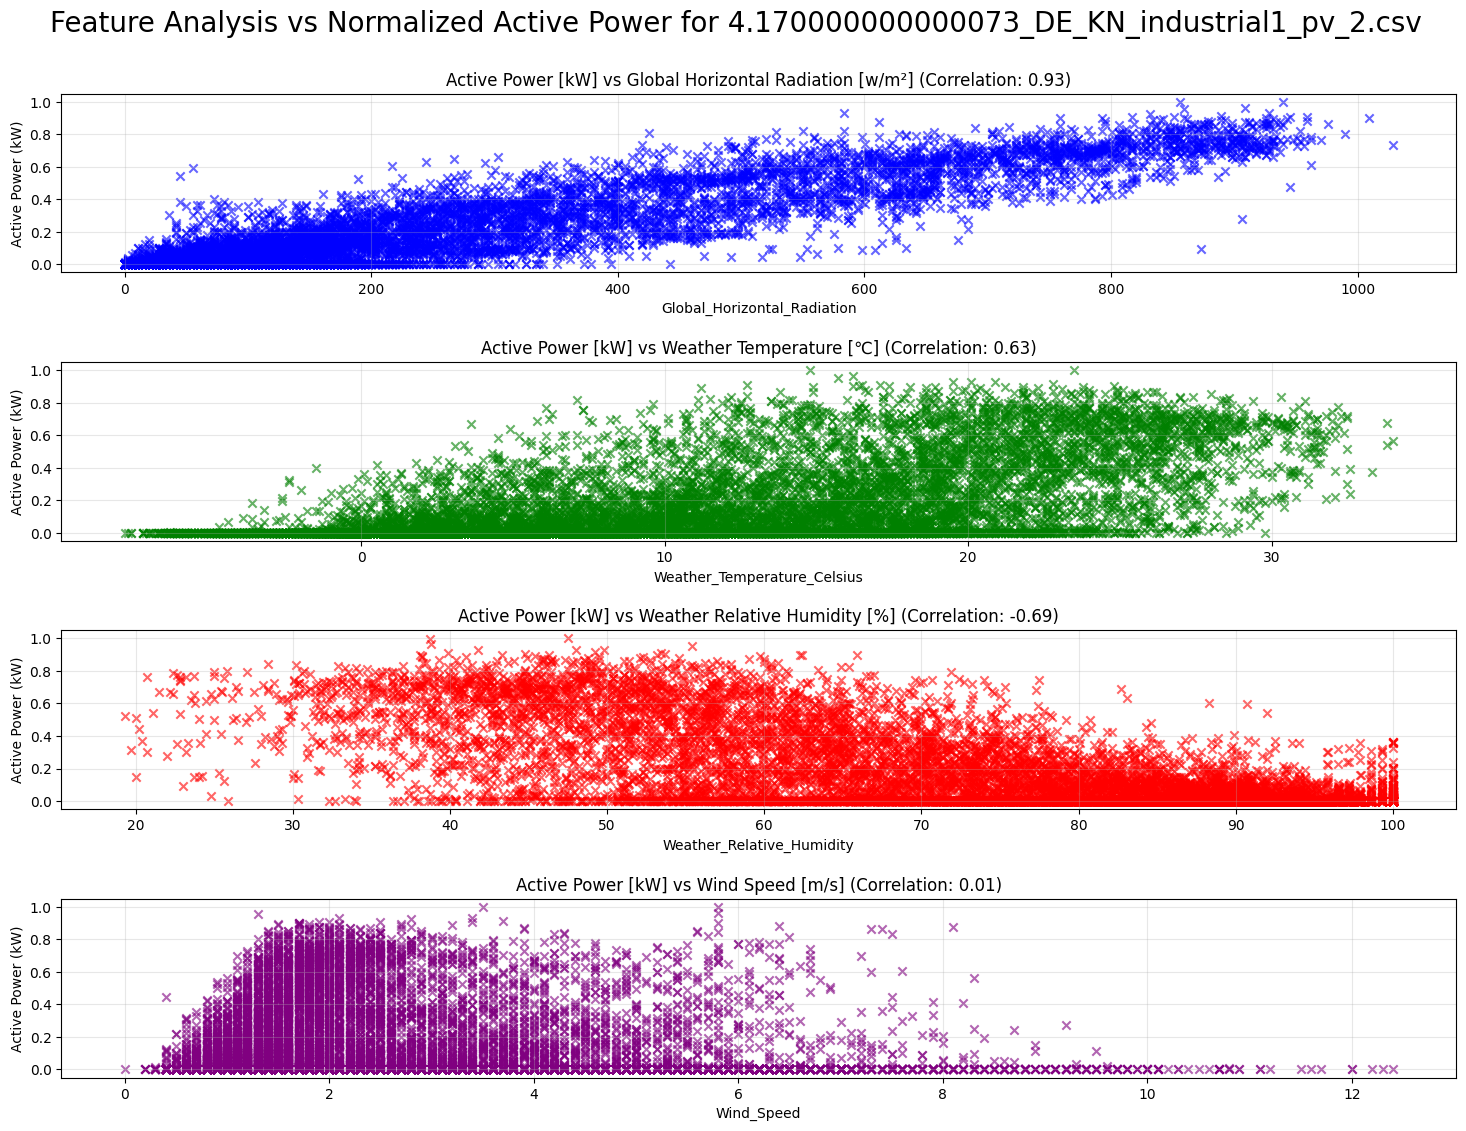 Feature Analysis vs Normalized Active Power for 4.170000000000073_DE_KN_industrial1_pv_2.csv
Active Power [kW] vs Global Horizontal Radiation [w/m²] (Correlation: 0.93)
Active Power (kW)
1.0
0.8
0.6
0.4
0.2
0.0
0 200 400 600 800 1000
Global_Horizontal_Radiation
Active Power [kW] vs Weather Temperature [℃] (Correlation: 0.63)
Active Power (kW)
1.0
0.8
0.6
0.4
0.2
0.0
0 10 20 30
Weather_Temperature_Celsius
Active Power [kW] vs Weather Relative Humidity [%] (Correlation: -0.69)
Active Power (kW)
1.0
0.8
0.6
0.4
0.2
0.0
20 30 40 50 60 70 80 90 100
Weather_Relative_Humidity
Active Power [kW] vs Wind Speed [m/s] (Correlation: 0.01)
Active Power (kW)
1.0
0.8
0.6
0.4
0.2
0.0
0 2 4 6 8 10 12
Wind_Speed